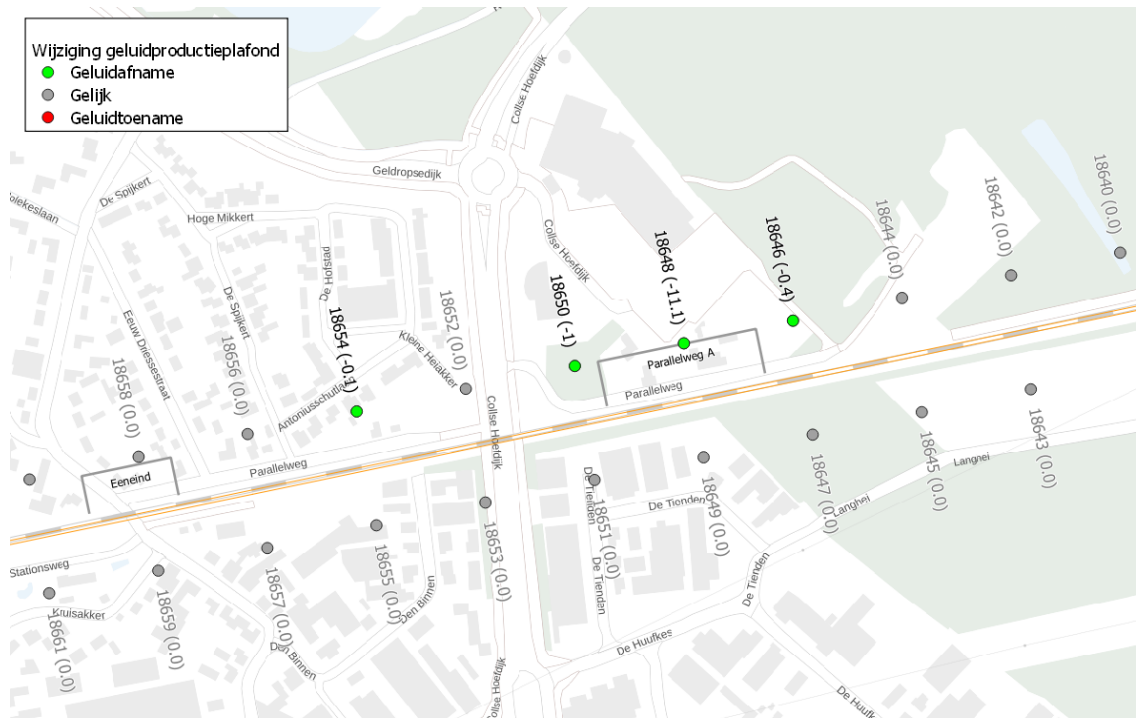 Wijziging geluidproductieplafond
Geluidafname
Gelijk
Geluidtoename
Collse Hoefdijk
Geldropsedijk
De Spijkert
Hoge Mikkert
De Hofstad
Collse Hoefdijk
De Spijkert
Eeuw Driessestraat
Kleine Heiakker
18640 (0.0)
18642 (0.0)
18644 (0.0)
18646 (-0.4)
18648 (-11.1)
18650 (-1)
18652 (0.0)
18654 (-0.1)
18656 (0.0)
18658 (0.0)
Parallelweg A
Parallelweg
Collse Hoefdijk
Parallelweg
Eeneind
18643 (0.0)
18645 (0.0)
18647 (0.0)
18649 (0.0)
18651 (0.0)
18653 (0.0)
18655 (0.0)
18657 (0.0)
18659 (0.0)
18661 (0.0)
De Tienden
De Tienden
De Tienden
De Tienden
Stationsweg
Kruisakker
Den Binnen
Den Binnen
De Huufkes
De Huufkes
Collse Hoefdijk